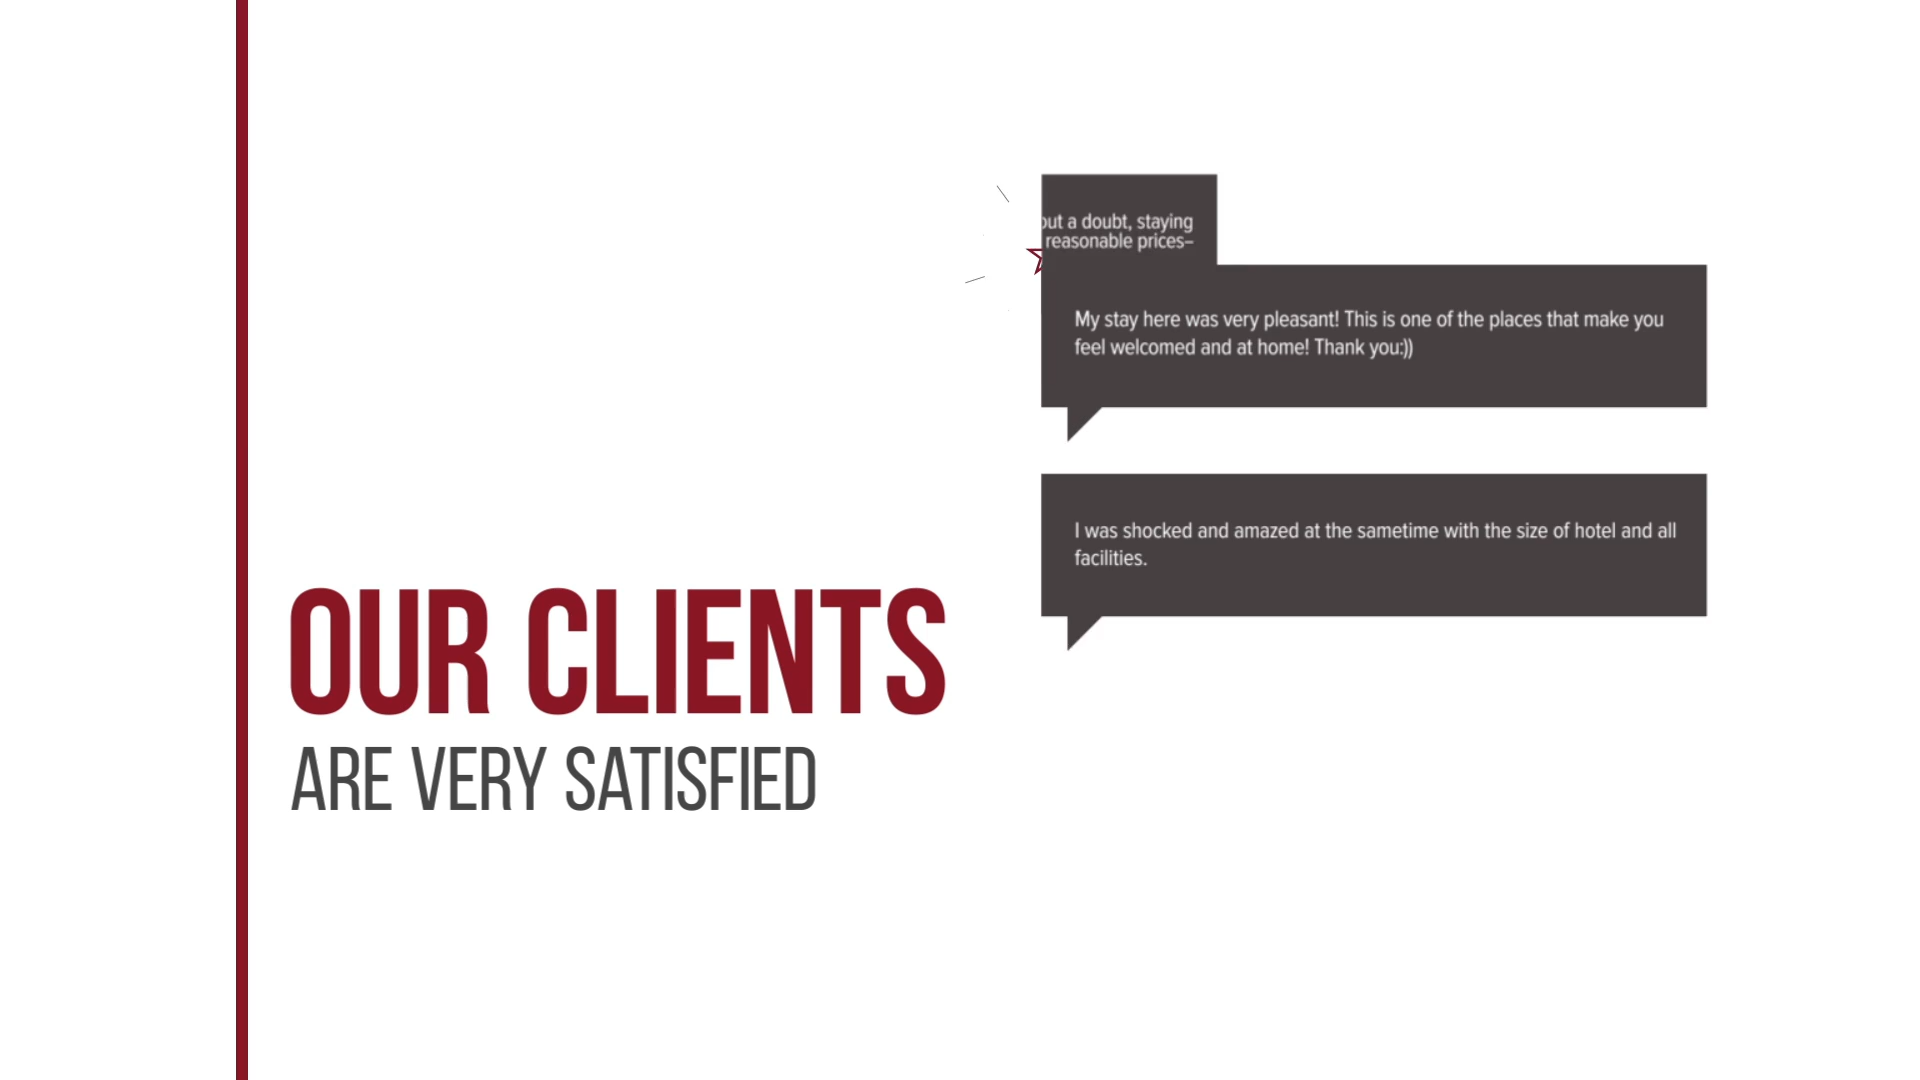 a doubt, staying
reasonable prices–
My stay here was very pleasant! This is one of the places that make you
feel welcomed and at home! Thank you:))
I was shocked and amazed at the sametime with the size of hotel and all
facilities.
OUR CLIENTS
ARE VERY SATISFIED